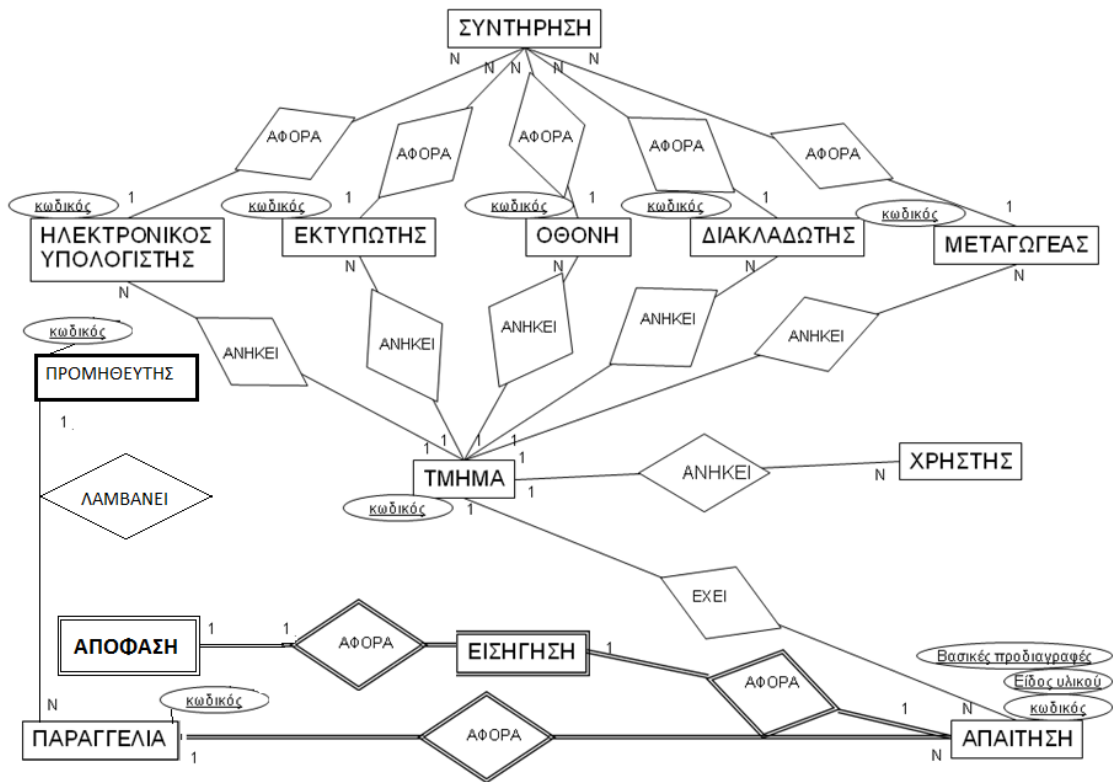 ΣΥΝΤΗΡΗΣΗ
N N N N N
ΑΦΟΡΑ ΑΦΟΡΑ ΑΦΟΡΑ ΑΦΟΡΑ ΑΦΟΡΑ
κωδικός 1 κωδικός 1 κωδικός 1 κωδικός 1 κωδικός 1
ΗΛΕΚΤΡΟΝΙΚΟΣ
ΥΠΟΛΟΓΙΣΤΗΣ
ΕΚΤΥΠΩΤΗΣ
ΟΘΟΝΗ
ΔΙΑΚΛΑΔΩΤΗΣ
ΜΕΤΑΓΩΓΕΑΣ
N N N N N
ΑΝΗΚΕΙ ΑΝΗΚΕΙ ΑΝΗΚΕΙ ΑΝΗΚΕΙ ΑΝΗΚΕΙ
κωδικός
ΠΡΟΜΗΘΕΥΤΗΣ
1
1 1 1 1 1
ΤΜΗΜΑ
κωδικός
1
1
ΑΝΗΚΕΙ
N
ΧΡΗΣΤΗΣ
ΛΑΜΒΑΝΕΙ
ΕΧΕΙ
ΑΠΟΦΑΣΗ
1 1
ΑΦΟΡΑ
ΕΙΣΗΓΗΣΗ
1
ΑΦΟΡΑ
1
Βασικές προδιαγραφές
Είδος υλικού
κωδικός
N
N
κωδικός
ΠΑΡΑΓΓΕΛΙΑ
1
ΑΦΟΡΑ
N
ΑΠΑΙΤΗΣΗ